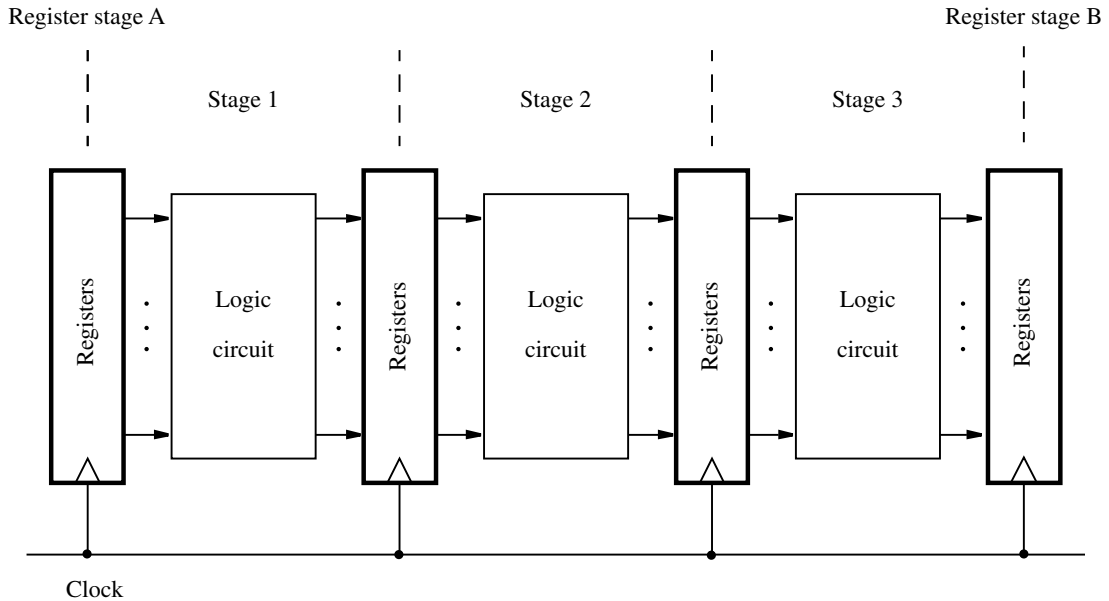 Register stage A
Register stage B
Stage 1
Stage 2
Stage 3
Registers
Logic
circuit
Registers
Logic
circuit
Registers
Logic
circuit
Registers
Clock